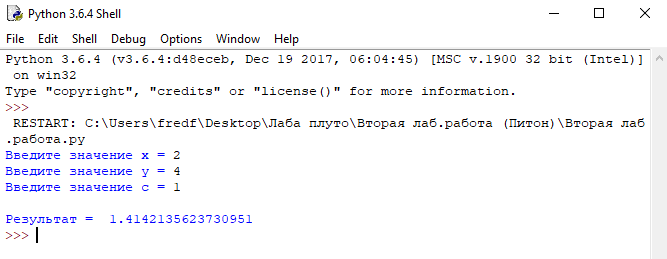 Python 3.6.4 Shell
File Edit Shell Debug Options Window Help
Python 3.6.4 (v3.6.4:d48eceb, Dec 19 2017, 06:04:45) [MSC v.1900 32 bit (Intel)]
on win32
Type "copyright", "credits" or "license()" for more information.
>>>
RESTART: C:\Users\fredf\Desktop\Лаба плуто\Вторая лаб.работа (Питон)\Вторая лаб
.работа.py
Введите значение x = 2
Введите значение y = 4
Введите значение c = 1
Результат =  1.4142135623730951
>>>